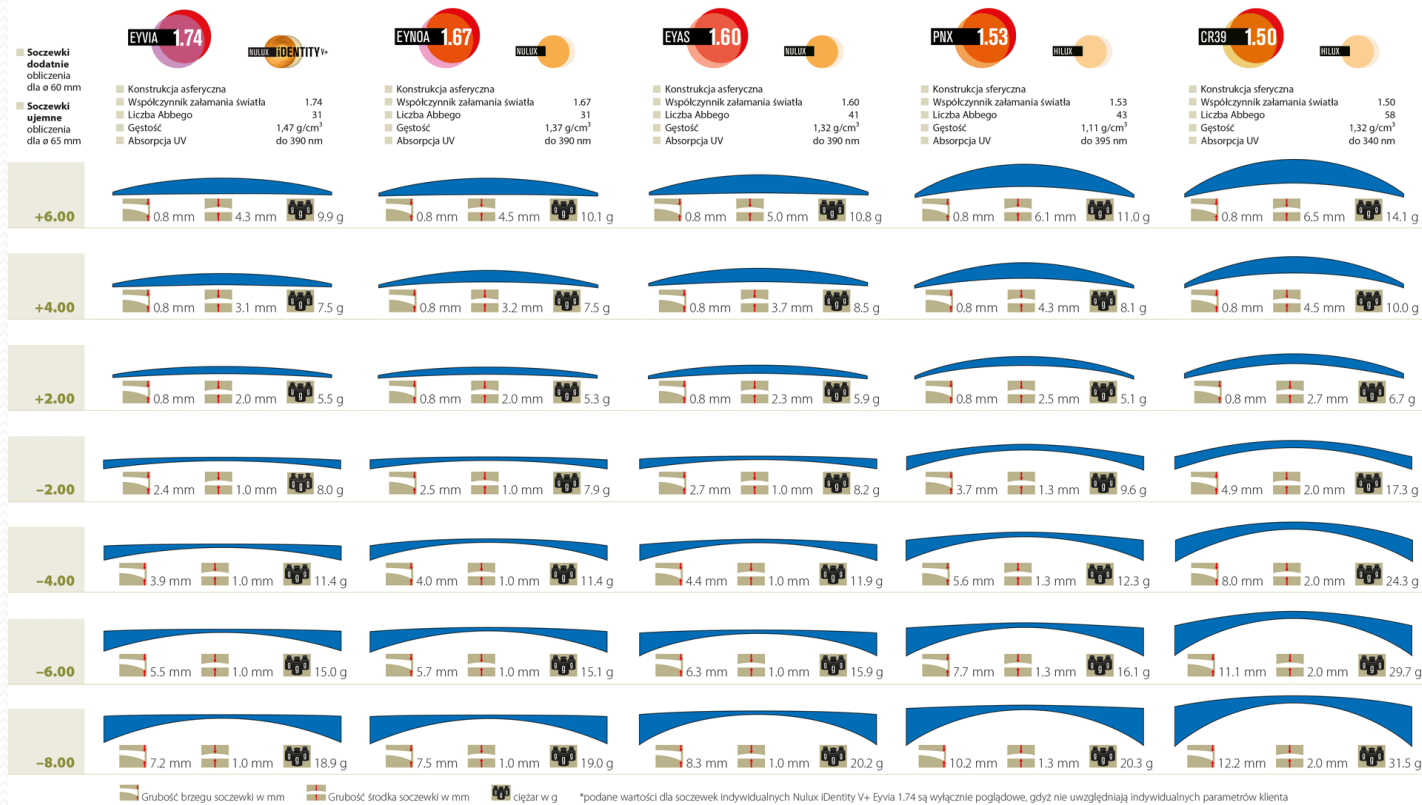 Soczewki
dodatnie
obliczenia
dla ø 60 mm
Soczewki
ujemne
obliczenia
dla ø 65 mm
EYVIA 1.74
NULUX iDENTITY V+
Konstrukcja asferyczna
Współczynnik załamania światła 1.74
Liczba Abbego 31
Gęstość 1,47 g/cm³
Absorpcja UV do 390 nm
EYNOA 1.67
NULUX
Konstrukcja asferyczna
Współczynnik załamania światła 1.67
Liczba Abbego 31
Gęstość 1,37 g/cm³
Absorpcja UV do 390 nm
EYAS 1.60
NULUX
Konstrukcja asferyczna
Współczynnik załamania światła 1.60
Liczba Abbego 41
Gęstość 1,32 g/cm³
Absorpcja UV do 390 nm
PNX 1.53
HILUX
Konstrukcja asferyczna
Współczynnik załamania światła 1.53
Liczba Abbego 43
Gęstość 1,11 g/cm³
Absorpcja UV do 395 nm
CR39 1.50
HILUX
Konstrukcja asferyczna
Współczynnik załamania światła 1.50
Liczba Abbego 58
Gęstość 1,32 g/cm³
Absorpcja UV do 340 nm
+6.00 0.8 mm 4.3 mm g 9.9 g 0.8 mm 4.5 mm g 10.1 g 0.8 mm 5.0 mm g 10.8 g 0.8 mm 6.1 mm g 11.0 g 0.8 mm 6.5 mm g 14.1 g
+4.00 0.8 mm 3.1 mm g 7.5 g 0.8 mm 3.2 mm g 7.5 g 0.8 mm 3.7 mm g 8.5 g 0.8 mm 4.3 mm g 8.1 g 0.8 mm 4.5 mm g 10.0 g
+2.00 0.8 mm 2.0 mm g 5.5 g 0.8 mm 2.0 mm g 5.3 g 0.8 mm 2.3 mm g 5.9 g 0.8 mm 2.5 mm g 5.1 g 0.8 mm 2.7 mm g 6.7 g
–2.00 2.4 mm 1.0 mm g 8.0 g 2.5 mm 1.0 mm g 7.9 g 2.7 mm 1.0 mm g 8.2 g 3.7 mm 1.3 mm g 9.6 g 4.9 mm 2.0 mm g 17.3 g
–4.00 3.9 mm 1.0 mm g 11.4 g 4.0 mm 1.0 mm g 11.4 g 4.4 mm 1.0 mm g 11.9 g 5.6 mm 1.3 mm g 12.3 g 8.0 mm 2.0 mm g 24.3 g
–6.00 5.5 mm 1.0 mm g 15.0 g 5.7 mm 1.0 mm g 15.1 g 6.3 mm 1.0 mm g 15.9 g 7.7 mm 1.3 mm g 16.1 g 11.1 mm 2.0 mm g 29.7 g
–8.00 7.2 mm 1.0 mm g 18.9 g 7.5 mm 1.0 mm g 19.0 g 8.3 mm 1.0 mm g 20.2 g 10.2 mm 1.3 mm g 20.3 g 12.2 mm 2.0 mm g 31.5 g
Grubość brzegu soczewki w mm Grubość środka soczewki w mm g ciężar w g *podane wartości dla soczewek indywidualnych Nulux iDentity V+ Eyvia 1.74 są wyłącznie poglądowe, gdyż nie uwzględniają indywidualnych parametrów klienta